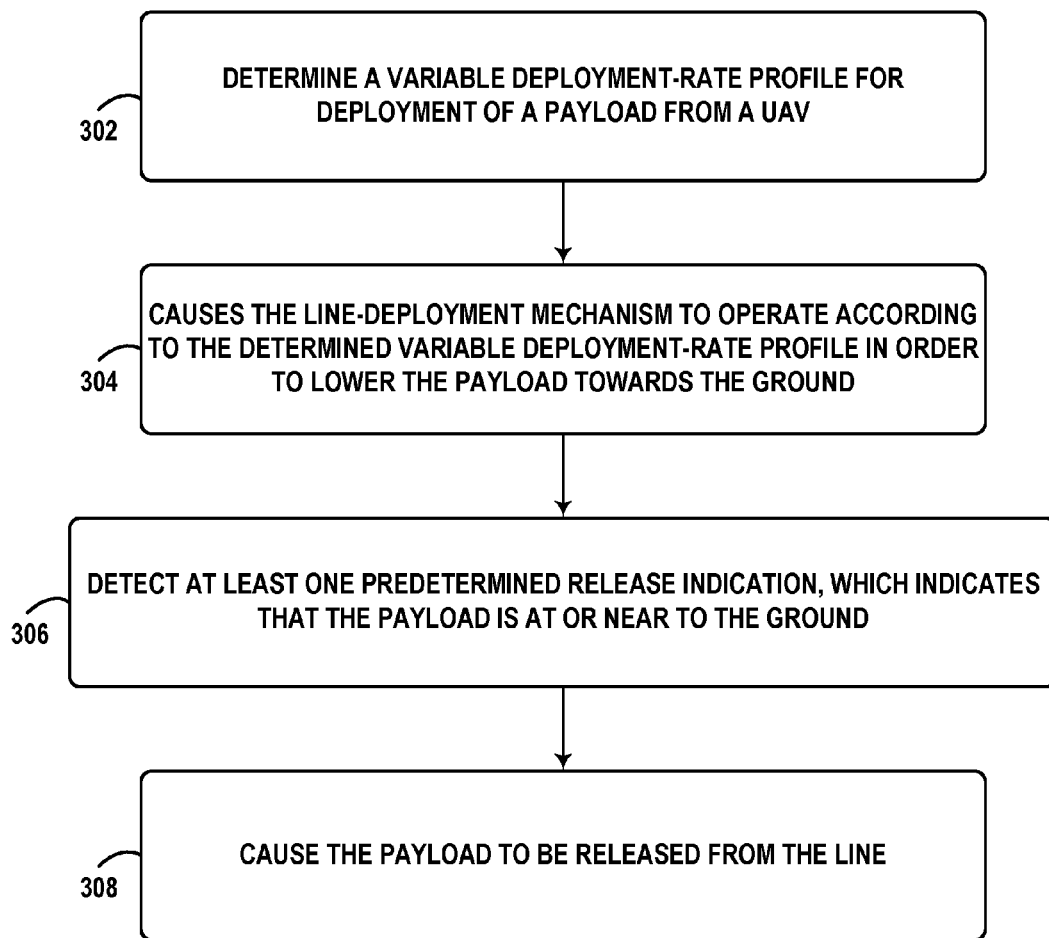 DETERMINE A VARIABLE DEPLOYMENT-RATE PROFILE FOR
DEPLOYMENT OF A PAYLOAD FROM A UAV
302
CAUSES THE LINE-DEPLOYMENT MECHANISM TO OPERATE ACCORDING
TO THE DETERMINED VARIABLE DEPLOYMENT-RATE PROFILE IN ORDER
TO LOWER THE PAYLOAD TOWARDS THE GROUND
304
DETECT AT LEAST ONE PREDETERMINED RELEASE INDICATION, WHICH INDICATES
THAT THE PAYLOAD IS AT OR NEAR TO THE GROUND
306
CAUSE THE PAYLOAD TO BE RELEASED FROM THE LINE
308